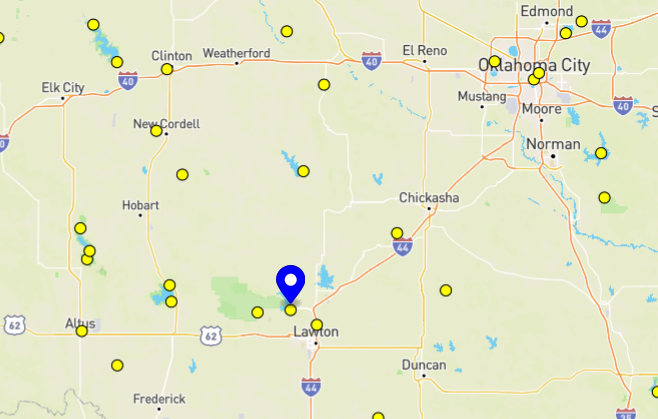 Edmond
44
Clinton
Weatherford
El Reno
40
Oklahoma City
40
Elk City
Mustang
40
Moore
New Cordell
Norman
Hobart
Chickasha
44
62
Altus
62
Lawton
Duncan
44
Frederick